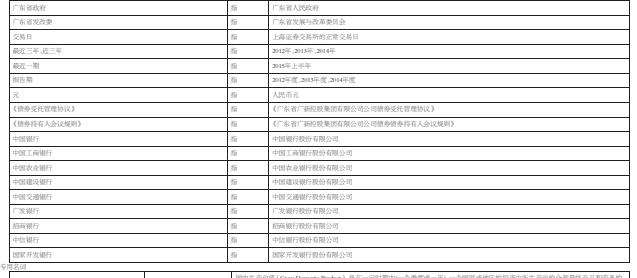 广东省政府 指 广东省人民政府
广东省发改委 指 广东省发展与改革委员会
交易日 指 上海证券交易所的正常交易日
最近三年,近三年 指 2012年,2013年,2014年
最近一期 指 2015年上半年
报告期 指 2012年度,2013年度,2014年度
元 指 人民币元
《债券受托管理协议》 指 《广东省广新控股集团有限公司公司债券受托管理协议》
《债券持有人会议规则》 指 《广东省广新控股集团有限公司公司债券债券持有人会议规则》
中国银行 指 中国银行股份有限公司
中国工商银行 指 中国工商银行股份有限公司
中国农业银行 指 中国农业银行股份有限公司
中国建设银行 指 中国建设银行股份有限公司
中国交通银行 指 中国交通银行股份有限公司
广发银行 指 广发银行股份有限公司
招商银行 指 招商银行股份有限公司
中信银行 指 中信银行股份有限公司
国家开发银行 指 国家开发银行股份有限公司
专用名词